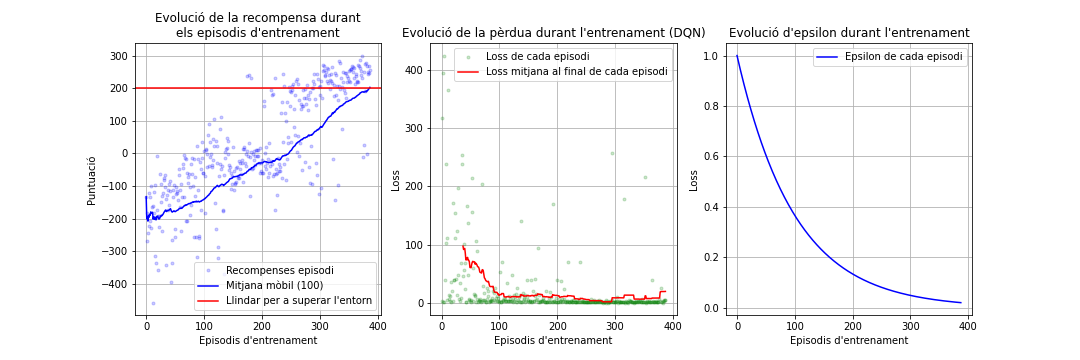 Evolució de la recompensa durant
els episodis d'entrenament
Puntuació
300
200
100
0
−100
−200
−300
−400
Recompenses episodi
Mitjana mòbil (100)
Llindar per a superar l'entorn
0
100
200
300
400
Episodis d'entrenament
Evolució de la pèrdua durant l'entrenament (DQN)
Loss
400
300
200
100
0
Loss de cada episodi
Loss mitjana al final de cada episodi
0
100
200
300
400
Episodis d'entrenament
Evolució d'epsilon durant l'entrenament
Loss
1.0
0.8
0.6
0.4
0.2
0.0
Epsilon de cada episodi
0
100
200
300
400
Episodis d'entrenament